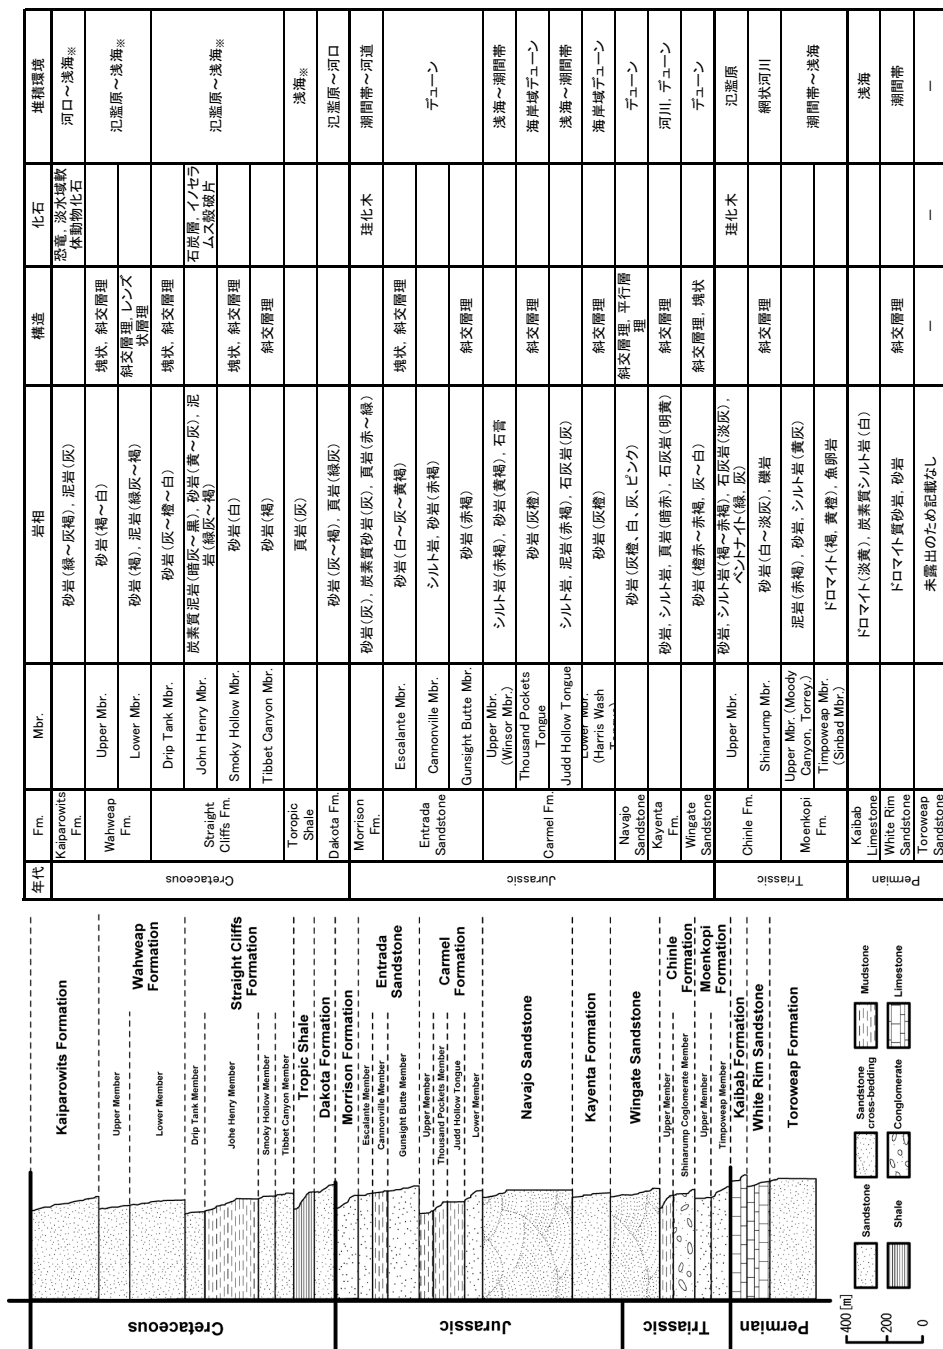 Cretaceous
Jurassic
Triassic
Permian
Kaiparowits Formation
Upper Member
Lower Member
Wahweap
Formation
Drip Tank Member
Johe Henry Member
Smoky Hollow Member
Tibbet Canyon Member
Straight Cliffs
Formation
Tropic Shale
Dakota Formation
Morrison Formation
Escalante Member
Cannonville Member
Gunsight Butte Member
Entrada
Sandstone
Upper Member
Thousand Pockets Member
Judd Hollow Tongue
Lower Member
Carmel
Formation
Navajo Sandstone
Kayenta Formation
Wingate Sandstone
Upper Member
Shinarump Coglomerate Member
Chinle
Formation
Upper Member
Timpoweap Member
Moenkopi
Formation
Kaibab Formation
White Rim Sandstone
Toroweap Formation
400 [m]
200
0
Sandstone
Sandstone
cross-bedding
Mudstone
Shale
Conglomerate
Limestone
年代 Fm. Mbr. 岩相 構造 化石 堆積環境
Cretaceous
Kaiparowits
Fm.
砂岩(緑～灰褐), 泥岩(灰)
恐竜, 淡水域軟
体動物化石
河口～浅海※
Wahweap
Fm.
Upper Mbr. 砂岩(褐～白) 塊状, 斜交層理
Lower Mbr. 砂岩(褐), 泥岩(緑灰～褐)
斜交層理, レンズ
状層理
氾濫原～浅海※
Straight
Cliffs Fm.
Drip Tank Mbr. 砂岩(灰～橙～白) 塊状, 斜交層理
John Henry Mbr.
炭素質泥岩(暗灰～黒), 砂岩(黄～灰), 泥
岩(緑灰～褐)
石炭層, イノセラ
ムス殻破片
Smoky Hollow Mbr. 砂岩(白) 塊状, 斜交層理
Tibbet Canyon Mbr. 砂岩(褐) 斜交層理
氾濫原～浅海※
Toropic
Shale
頁岩(灰) 浅海※
Dakota Fm. 砂岩(灰～褐), 頁岩(緑灰) 氾濫原～河口
Jurassic
Morrison
Fm.
砂岩(灰), 炭素質砂岩(灰), 頁岩(赤～緑) 珪化木 潮間帯～河道
Entrada
Sandstone
Escalante Mbr. 砂岩(白～灰～黄褐) 塊状, 斜交層理
Cannonville Mbr. シルト岩, 砂岩(赤褐)
Gunsight Butte Mbr. 砂岩(赤褐) 斜交層理
デューン
Carmel Fm.
Upper Mbr.
(Winsor Mbr.)
シルト岩(赤褐), 砂岩(黄褐), 石膏 浅海～潮間帯
Thousand Pockets
Tongue
砂岩(灰橙) 斜交層理 海岸域デューン
Judd Hollow Tongue シルト岩, 泥岩(赤褐), 石灰岩(灰) 浅海～潮間帯
Lower Mbr.
(Harris Wash
砂岩(灰橙) 斜交層理 海岸域デューン
Navajo
Sandstone
砂岩(灰橙、白、灰, ピンク)
斜交層理, 平行層
理
デューン
Kayenta
Fm.
砂岩, シルト岩, 頁岩(暗赤), 石灰岩(明黄) 斜交層理 河川, デューン
Wingate
Sandstone
砂岩(橙赤～赤褐, 灰～白) 斜交層理, 塊状 デューン
Triassic
Chinle Fm.
Upper Mbr.
砂岩, シルト岩(褐～赤褐), 石灰岩(淡灰),
ベントナイト(緑, 灰)
珪化木 氾濫原
Shinarump Mbr. 砂岩(白～淡灰), 礫岩 斜交層理 網状河川
Moenkopi
Fm.
Upper Mbr. (Moody
Canyon, Torrey.)
泥岩(赤褐), 砂岩, シルト岩(黄灰)
Timpoweap Mbr.
(Sinbad Mbr.)
ドロマイト(褐, 黄橙), 魚卵岩
潮間帯～浅海
Permian
Kaibab
Limestone
ドロマイト(淡黄), 炭素質シルト岩(白) 浅海
White Rim
Sandstone
ドロマイト質砂岩, 砂岩 斜交層理 潮間帯
Toroweap
Sandstone
未露出のため記載なし － － －